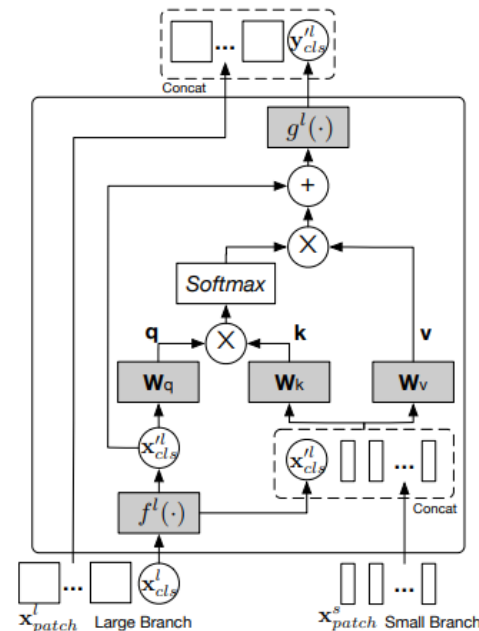 ... y'^l_cls
Concat
g^l(·)
+
X
Softmax
q X k v
W_q W_k W_v
x'^l_cls x'^l_cls ...
Concat
f^l(·)
... x^l_cls ...
x^l_patch Large Branch x^s_patch Small Branch